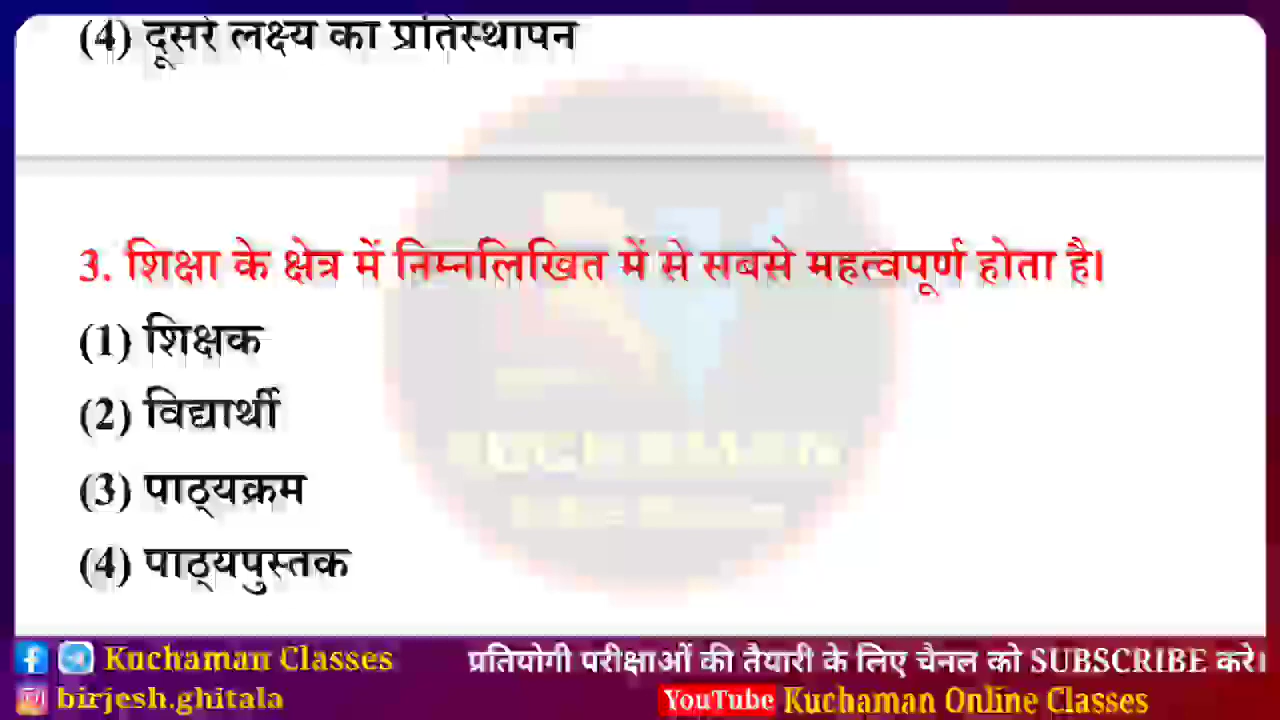 (4) दूसरे लक्ष्य का प्रतिस्थापन
3. शिक्षा के क्षेत्र में निम्नलिखित में से सबसे महत्वपूर्ण होता है।
(1) शिक्षक
(2) विद्यार्थी
(3) पाठ्यक्रम
(4) पाठ्यपुस्तक
Kuchaman Classes
प्रतियोगी परीक्षाओं की तैयारी के लिए चैनल को SUBSCRIBE करे।
birjesh.ghitala
YouTube Kuchaman Online Classes